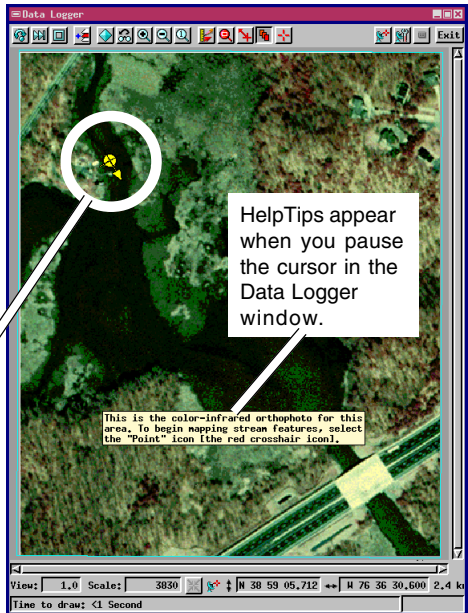 Data Logger
Exit
HelpTips appear
when you pause
the cursor in the
Data Logger
window.
This is the color-infrared orthophoto for this
area. To begin mapping stream features, select
the "Point" icon [the red crosshair icon].
View: 1.0 Scale: 3830 N 38 59 05.712 W 76 36 30.600 2.4
Time to draw: <1 Second